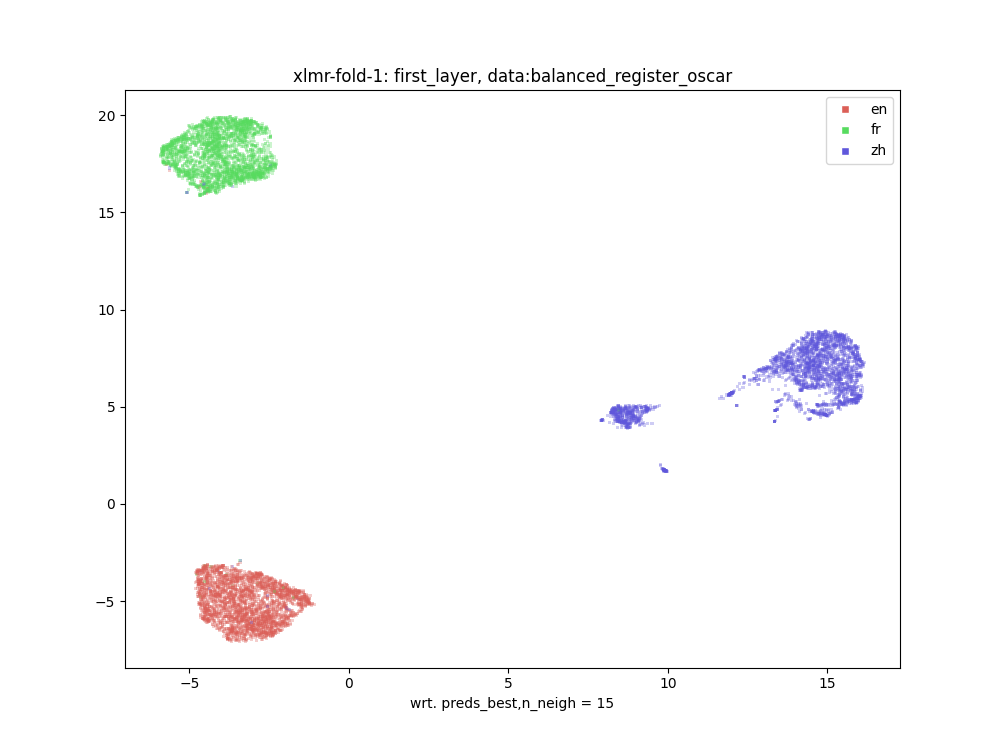 xlmr-fold-1: first_layer, data:balanced_register_oscar
en
fr
zh
20
15
10
5
0
−5
−5
0
5
10
15
wrt. preds_best,n_neigh = 15